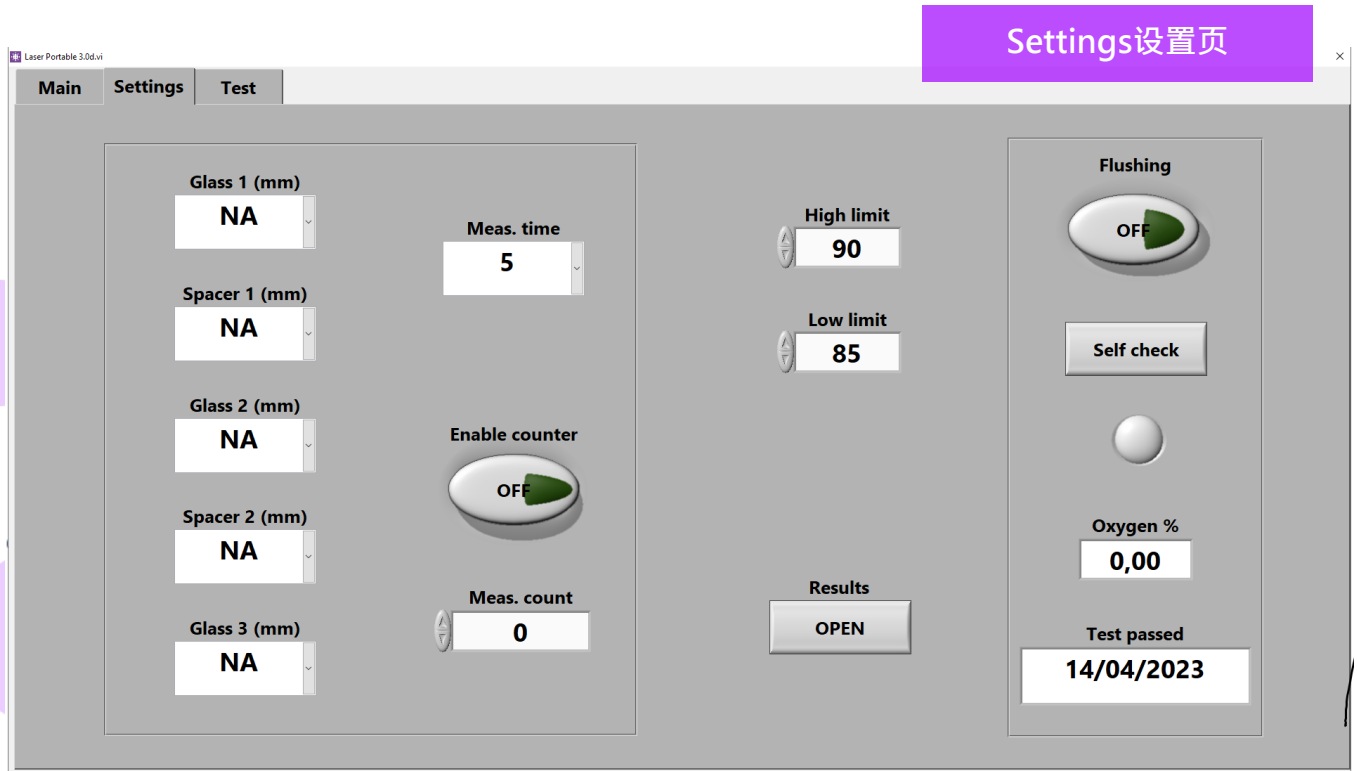 Settings设置页
Laser Portable 3.0d.vi
Main
Settings
Test
Glass 1 (mm)
NA
Spacer 1 (mm)
NA
Glass 2 (mm)
NA
Spacer 2 (mm)
NA
Glass 3 (mm)
NA
Meas. time
5
Enable counter
OFF
Meas. count
0
High limit
90
Low limit
85
Results
OPEN
Flushing
OFF
Self check
Oxygen %
0,00
Test passed
14/04/2023